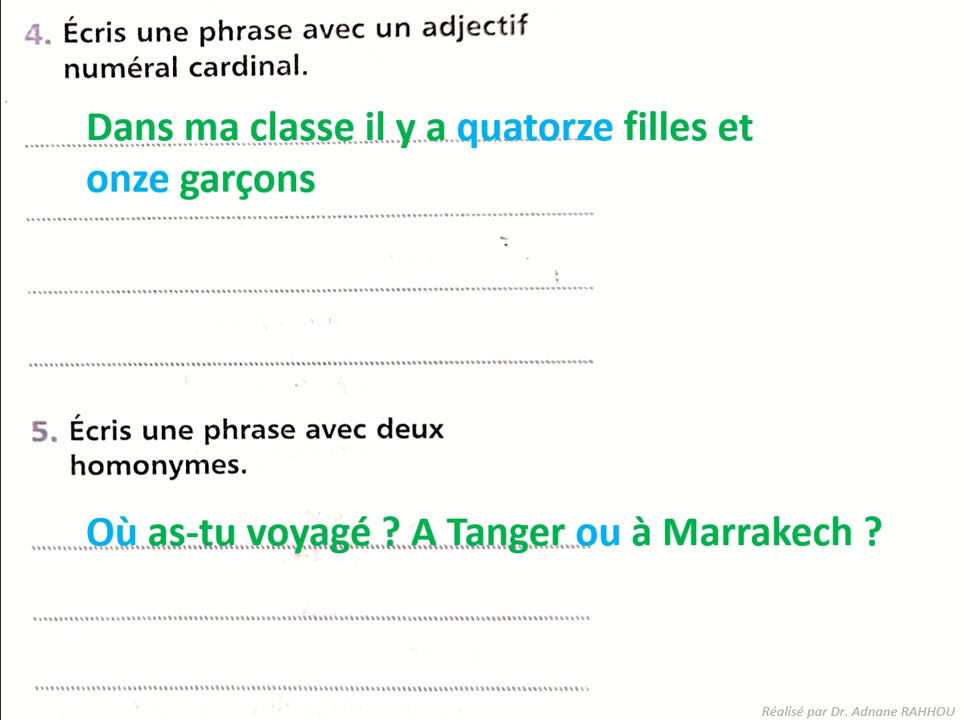 4. Écris une phrase avec un adjectif
numéral cardinal.
Dans ma classe il y a quatorze filles et
onze garçons
5. Écris une phrase avec deux
homonymes.
Où as-tu voyagé ? A Tanger ou à Marrakech ?
Réalisé par Dr. Adnane RAHHOU